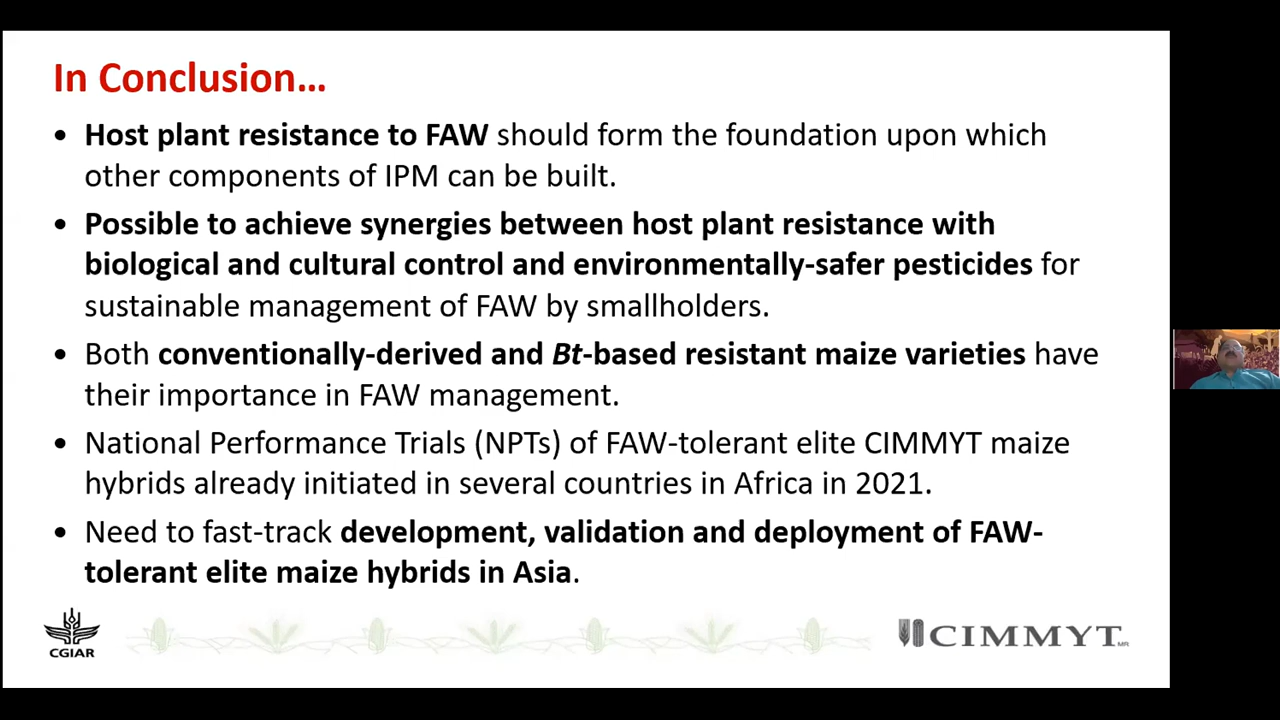 In Conclusion...
• Host plant resistance to FAW should form the foundation upon which
other components of IPM can be built.
• Possible to achieve synergies between host plant resistance with
biological and cultural control and environmentally-safer pesticides for
sustainable management of FAW by smallholders.
• Both conventionally-derived and Bt-based resistant maize varieties have
their importance in FAW management.
• National Performance Trials (NPTs) of FAW-tolerant elite CIMMYT maize
hybrids already initiated in several countries in Africa in 2021.
• Need to fast-track development, validation and deployment of FAW-
tolerant elite maize hybrids in Asia.
CGIAR
CIMMYT MR